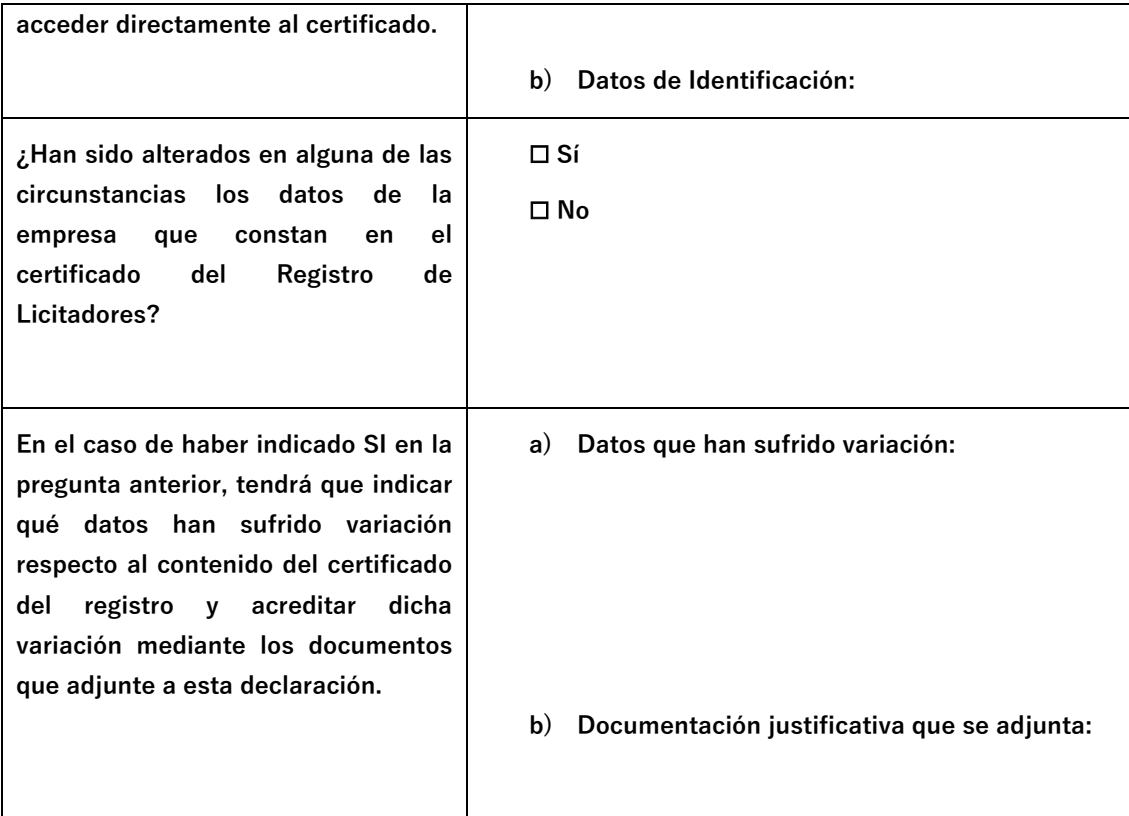 acceder directamente al certificado.
b) Datos de Identificación:
¿Han sido alterados en alguna de las
circunstancias los datos de la
empresa que constan en el
certificado del Registro de
Licitadores?
☐ Sí
☐ No
En el caso de haber indicado SI en la
pregunta anterior, tendrá que indicar
qué datos han sufrido variación
respecto al contenido del certificado
del registro y acreditar dicha
variación mediante los documentos
que adjunte a esta declaración.
a) Datos que han sufrido variación:
b) Documentación justificativa que se adjunta: